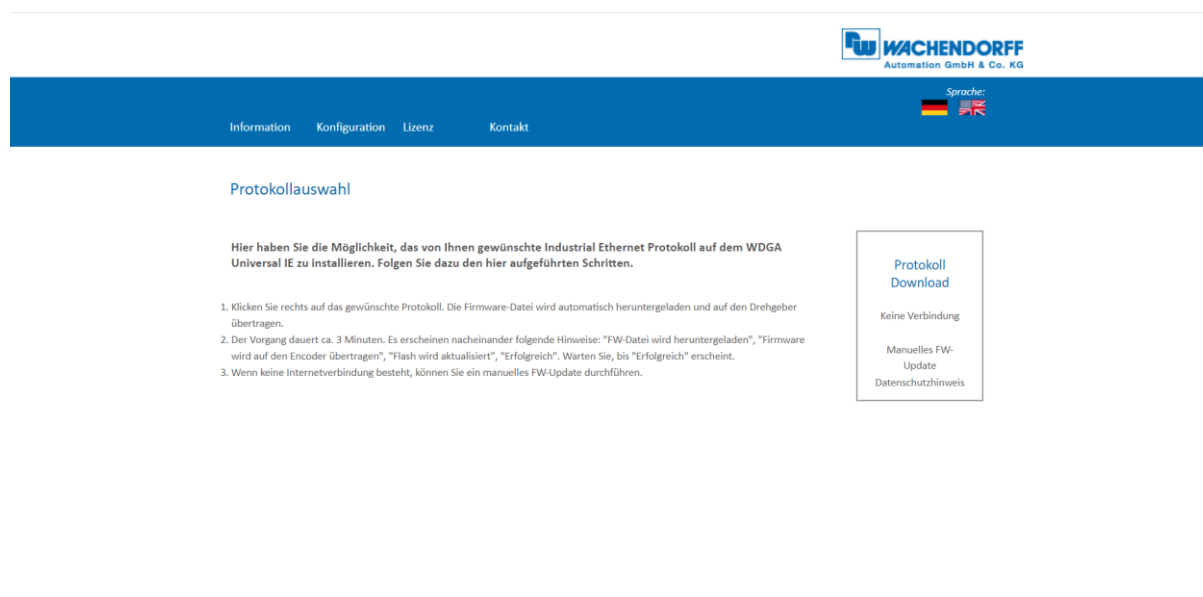 WACHENDORFF
Automation GmbH & Co. KG
Sprache:
Information Konfiguration Lizenz Kontakt
Protokollauswahl
Hier haben Sie die Möglichkeit, das von Ihnen gewünschte Industrial Ethernet Protokoll auf dem WDGA
Universal IE zu installieren. Folgen Sie dazu den hier aufgeführten Schritten.
1. Klicken Sie rechts auf das gewünschte Protokoll. Die Firmware-Datei wird automatisch heruntergeladen und auf den Drehgeber
übertragen.
2. Der Vorgang dauert ca. 3 Minuten. Es erscheinen nacheinander folgende Hinweise: "FW-Datei wird heruntergeladen", "Firmware
wird auf den Encoder übertragen", "Flash wird aktualisiert", "Erfolgreich". Warten Sie, bis "Erfolgreich" erscheint.
3. Wenn keine Internetverbindung besteht, können Sie ein manuelles FW-Update durchführen.
Protokoll
Download
Keine Verbindung
Manuelles FW-
Update
Datenschutzhinweis